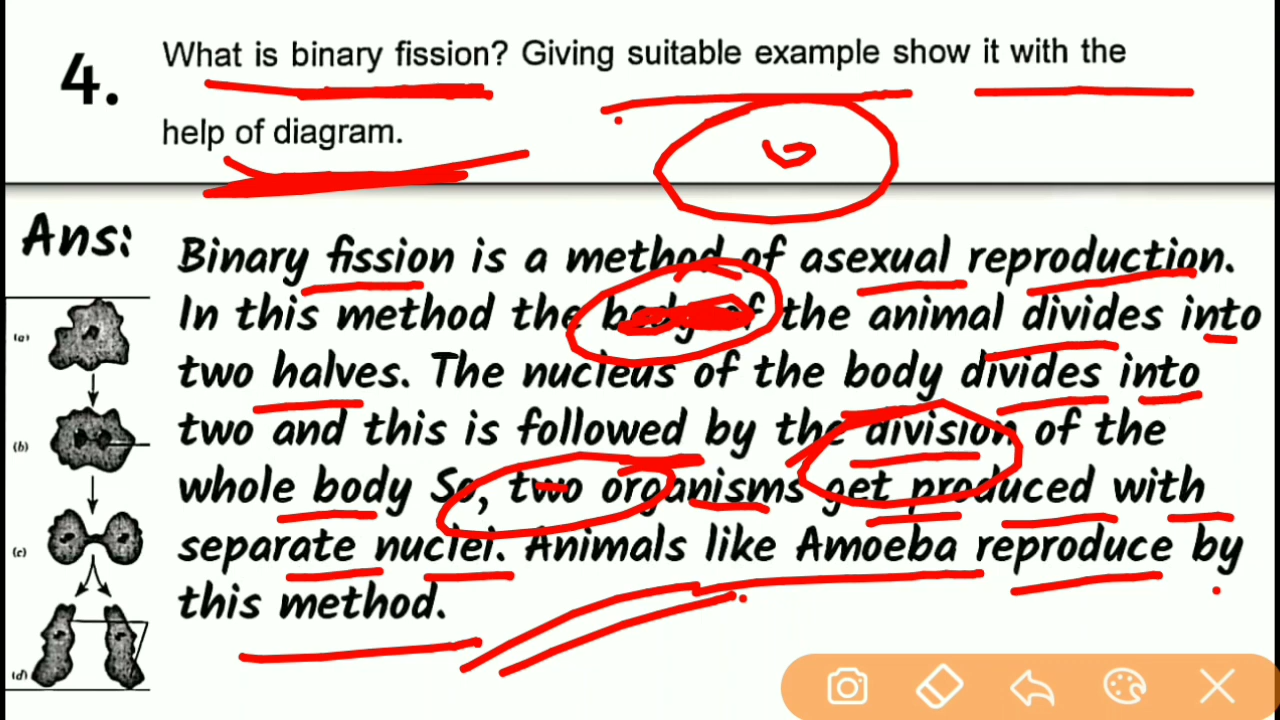 4.
What is binary fission? Giving suitable example show it with the
help of diagram.
Ans:
Binary fission is a method of asexual reproduction.
In this method the body of the animal divides into
two halves. The nucleus of the body divides into
two and this is followed by the division of the
whole body So, two organisms get produced with
separate nuclei. Animals like Amoeba reproduce by
this method.
(a)
(b)
(c)
(d)